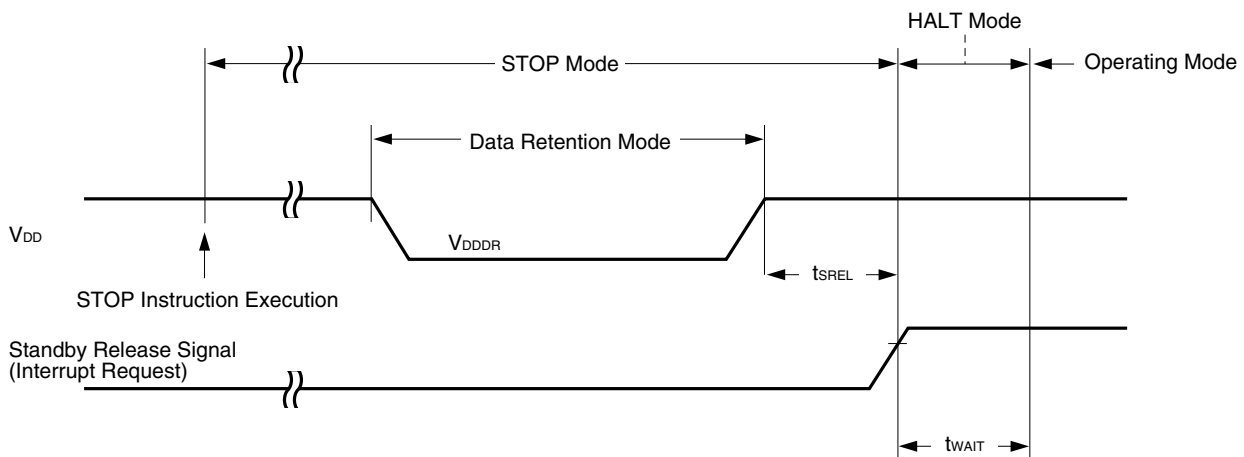 HALT Mode
STOP Mode
Operating Mode
Data Retention Mode
VDD
VDDDR
tSREL
STOP Instruction Execution
Standby Release Signal
(Interrupt Request)
tWAIT